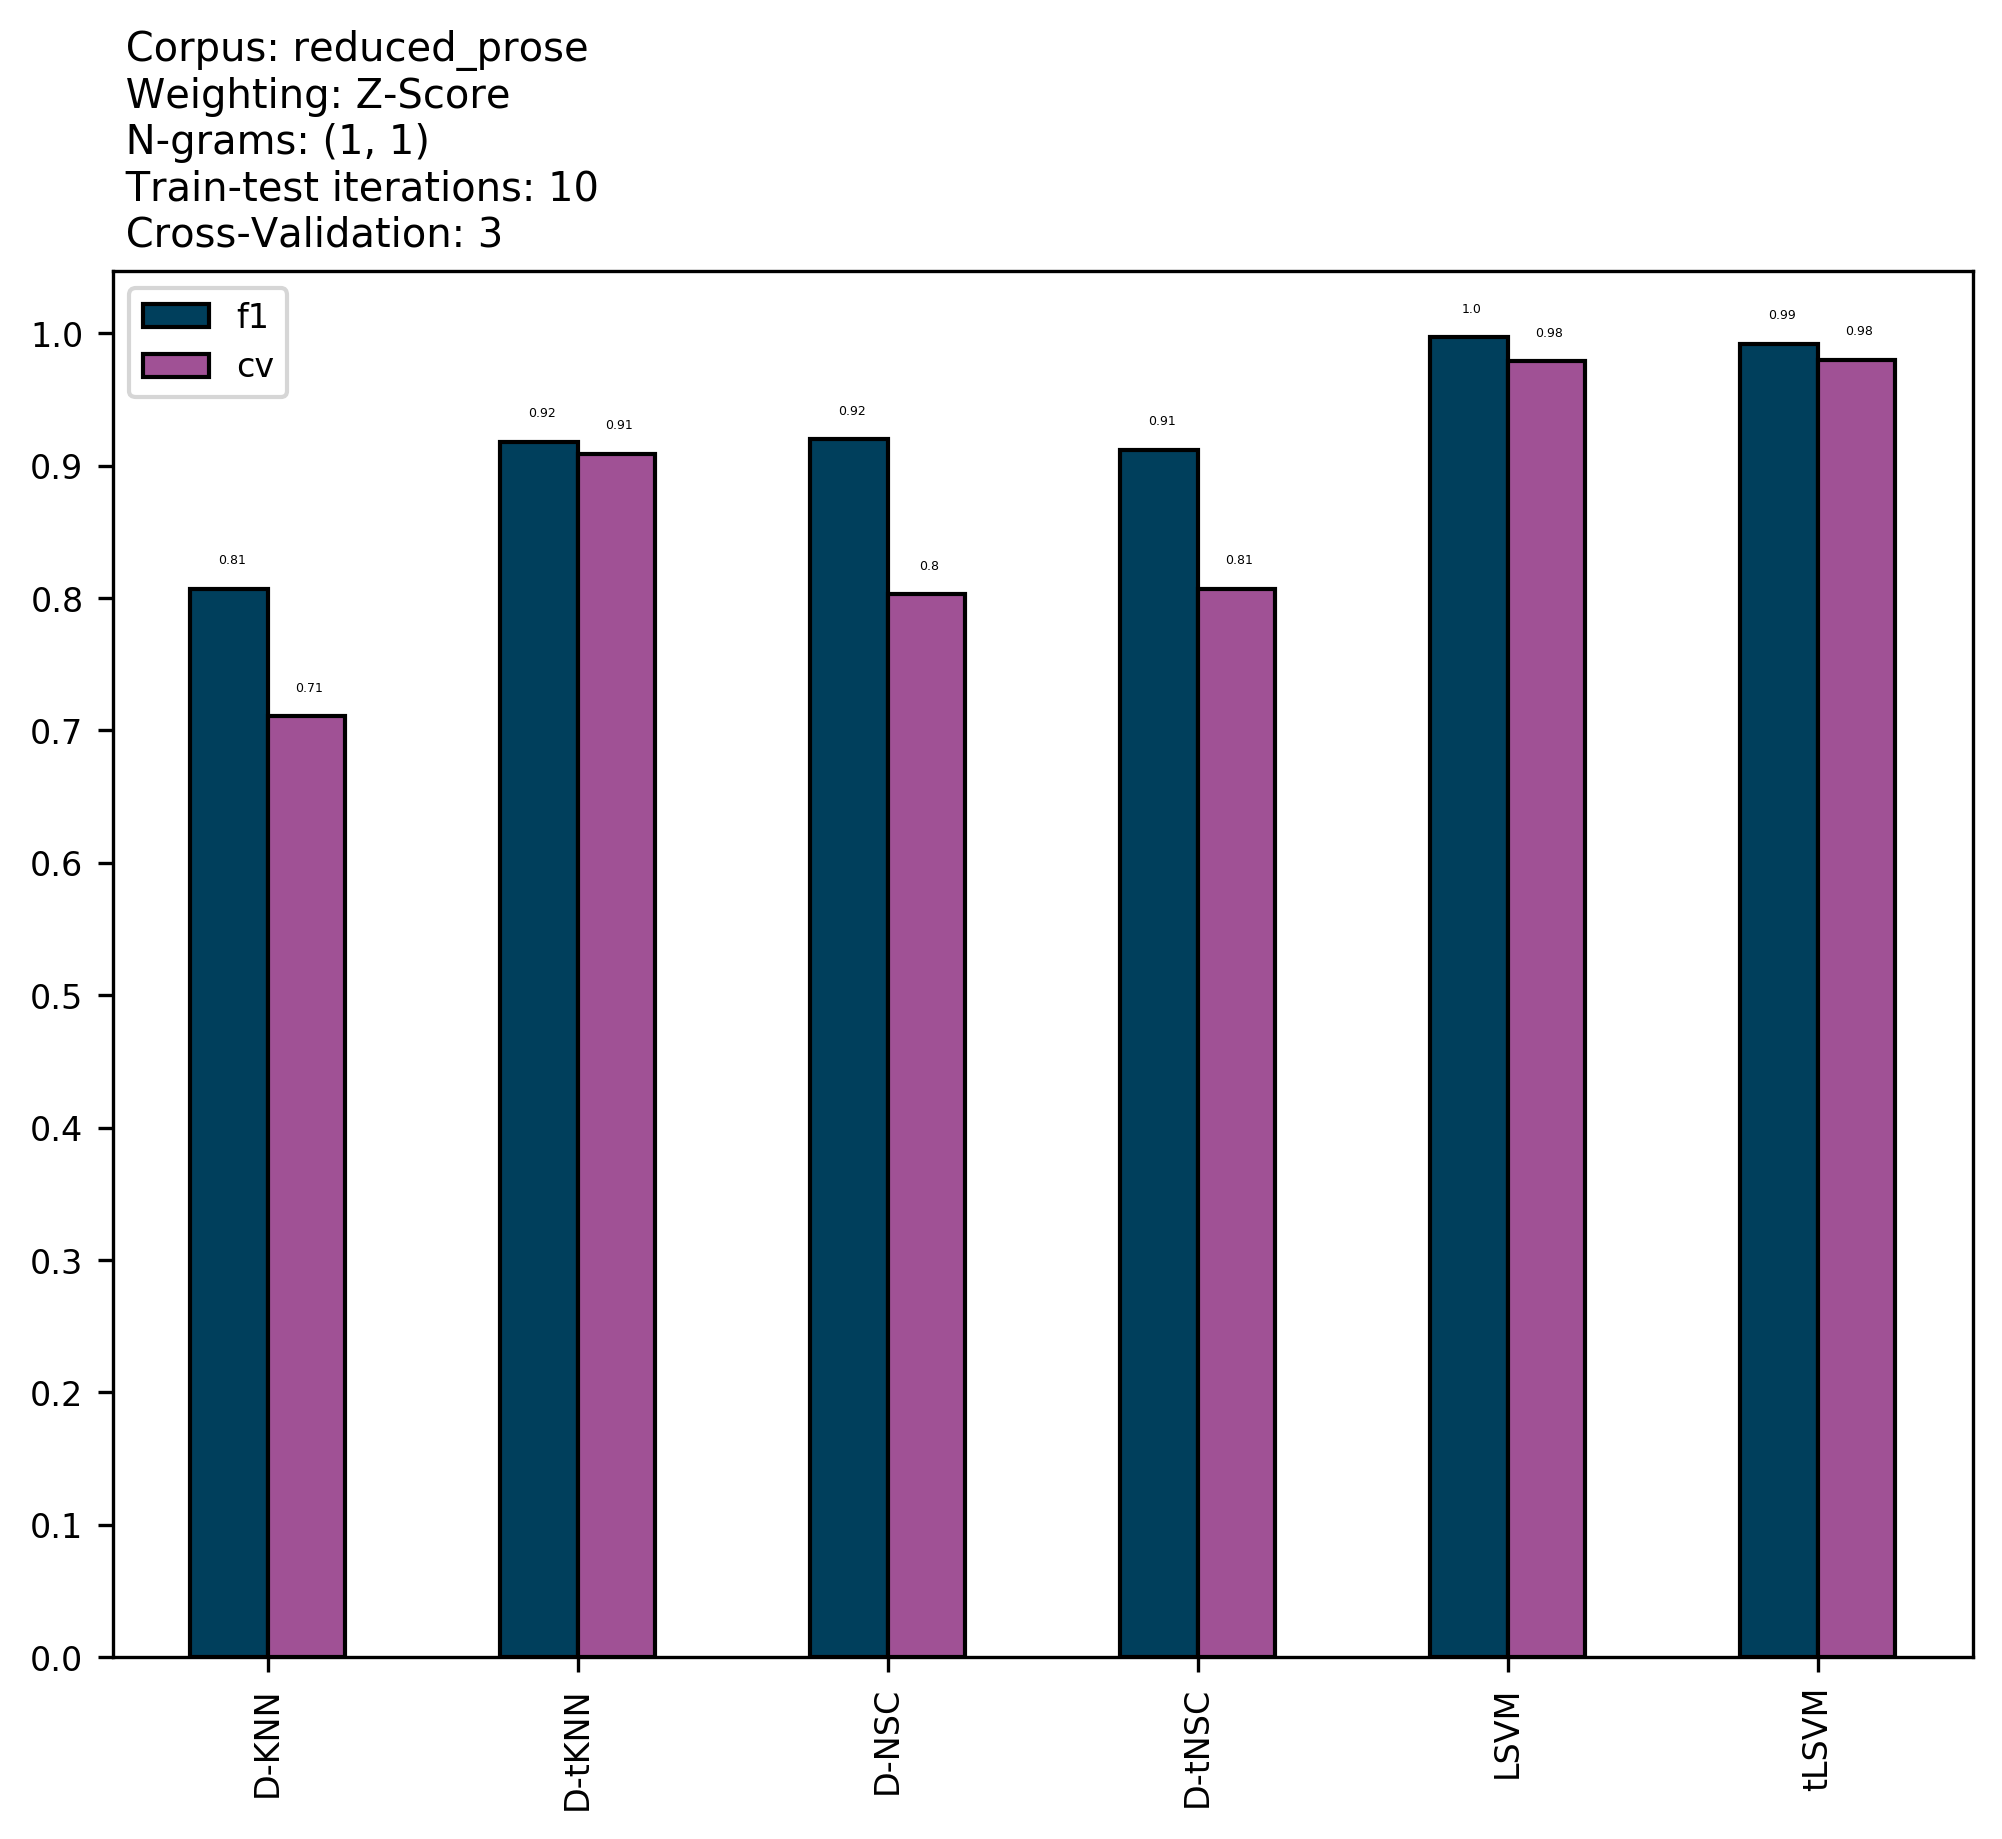 Corpus: reduced_prose
Weighting: Z-Score
N-grams: (1, 1)
Train-test iterations: 10
Cross-Validation: 3
f1
cv
1.0
0.9
0.8
0.7
0.6
0.5
0.4
0.3
0.2
0.1
0.0
0.81
0.71
0.92
0.91
0.92
0.8
0.91
0.81
1.0
0.98
0.99
0.98
D-KNN
D-tKNN
D-NSC
D-tNSC
LSVM
tLSVM